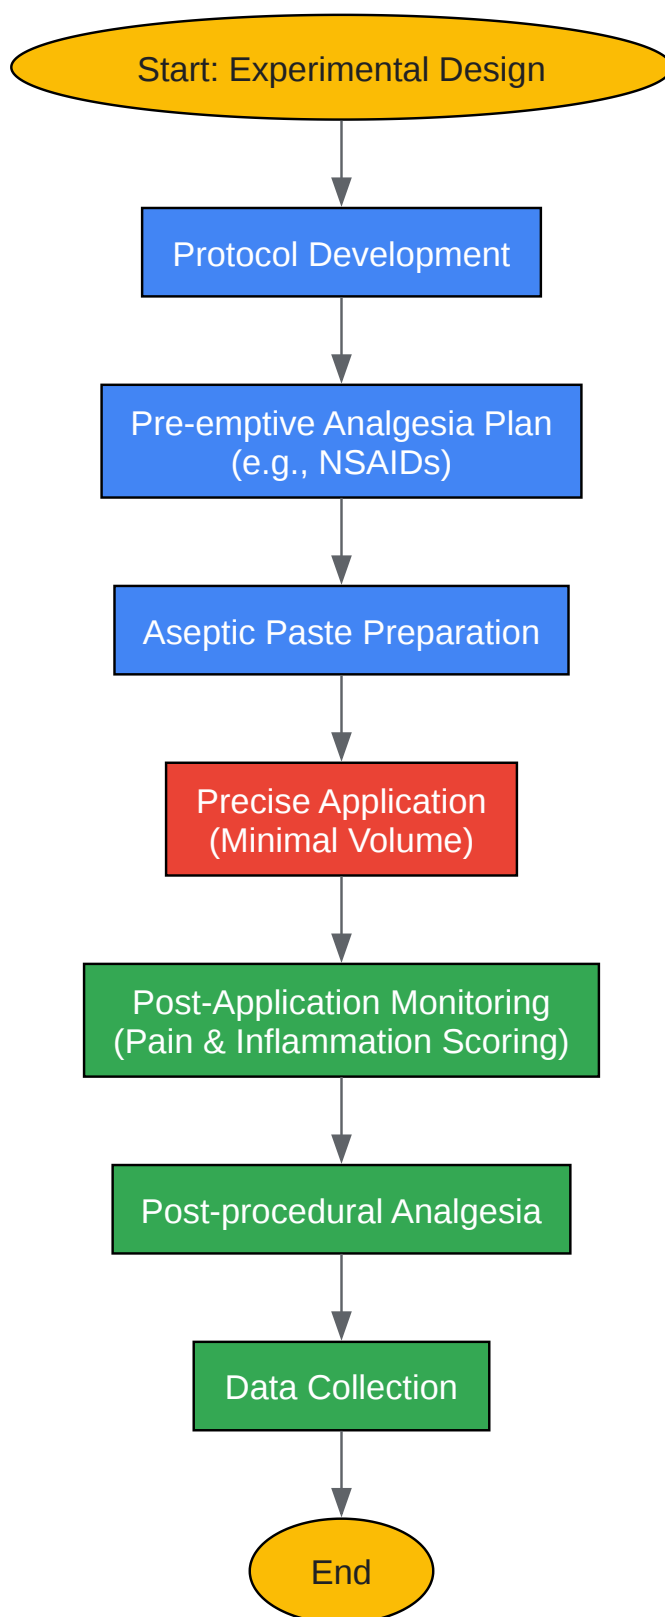 Start: Experimental Design
Protocol Development
Pre-emptive Analgesia Plan
(e.g., NSAIDs)
Aseptic Paste Preparation
Precise Application
(Minimal Volume)
Post-Application Monitoring
(Pain & Inflammation Scoring)
Post-procedural Analgesia
Data Collection
End